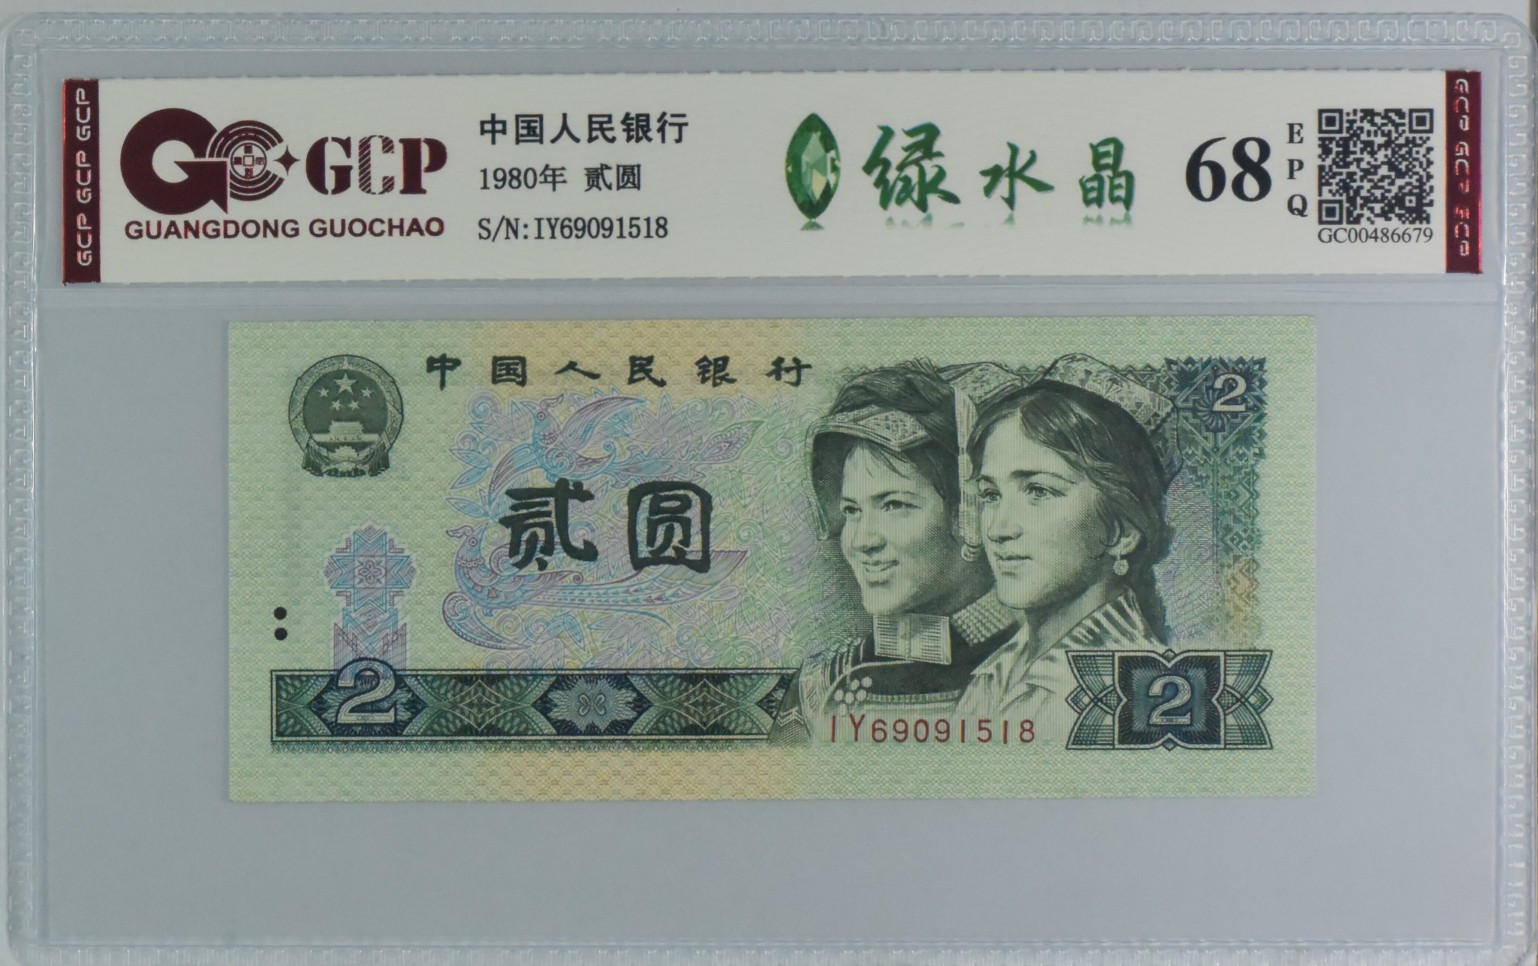 GCP GCP GCP
GCP
GUANGDONG GUOCHAO
中国人民银行
1980年 贰圆
S/N:IY69091518
绿水晶
68
EPQ
GC00486679
GCP GCP GCP
中国人民银行
2
贰圆
2
IY69091518
2